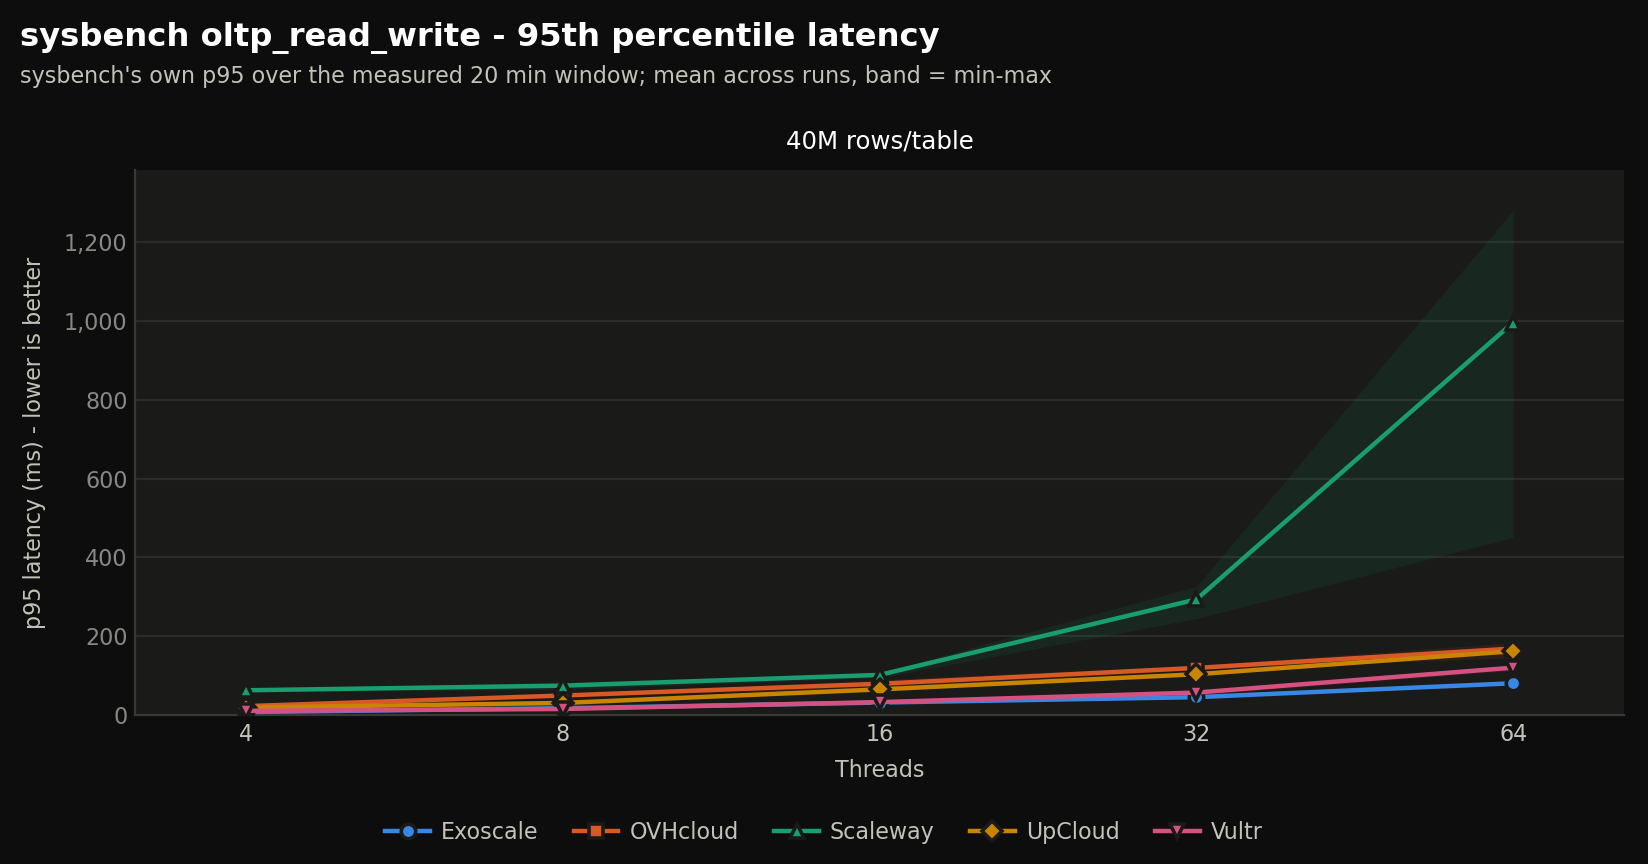 sysbench oltp_read_write - 95th percentile latency
sysbench's own p95 over the measured 20 min window; mean across runs, band = min-max
40M rows/table
p95 latency (ms) - lower is better
1,200
1,000
800
600
400
200
0
4 8 16 32 64
Threads
Exoscale OVHcloud Scaleway UpCloud Vultr